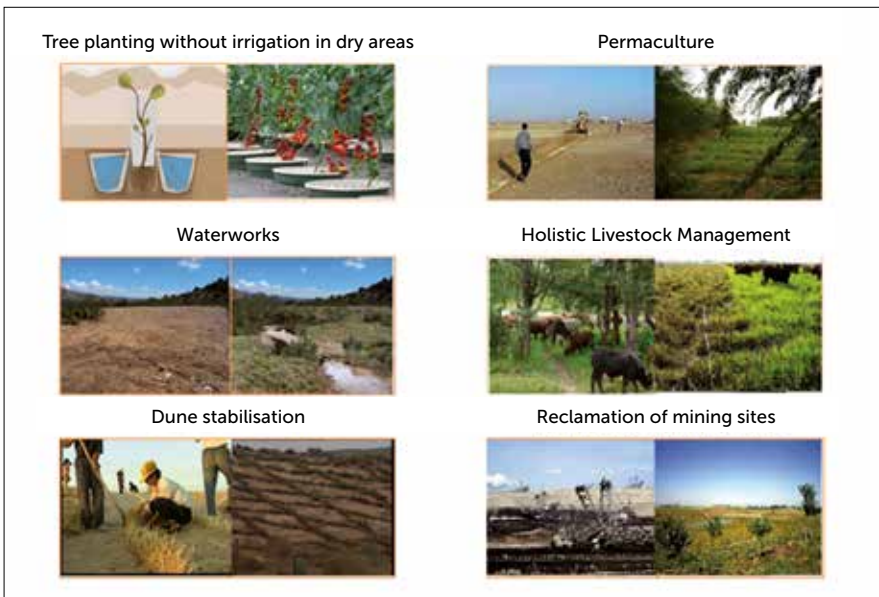 Tree planting without irrigation in dry areas
Permaculture
Waterworks
Holistic Livestock Management
Dune stabilisation
Reclamation of mining sites